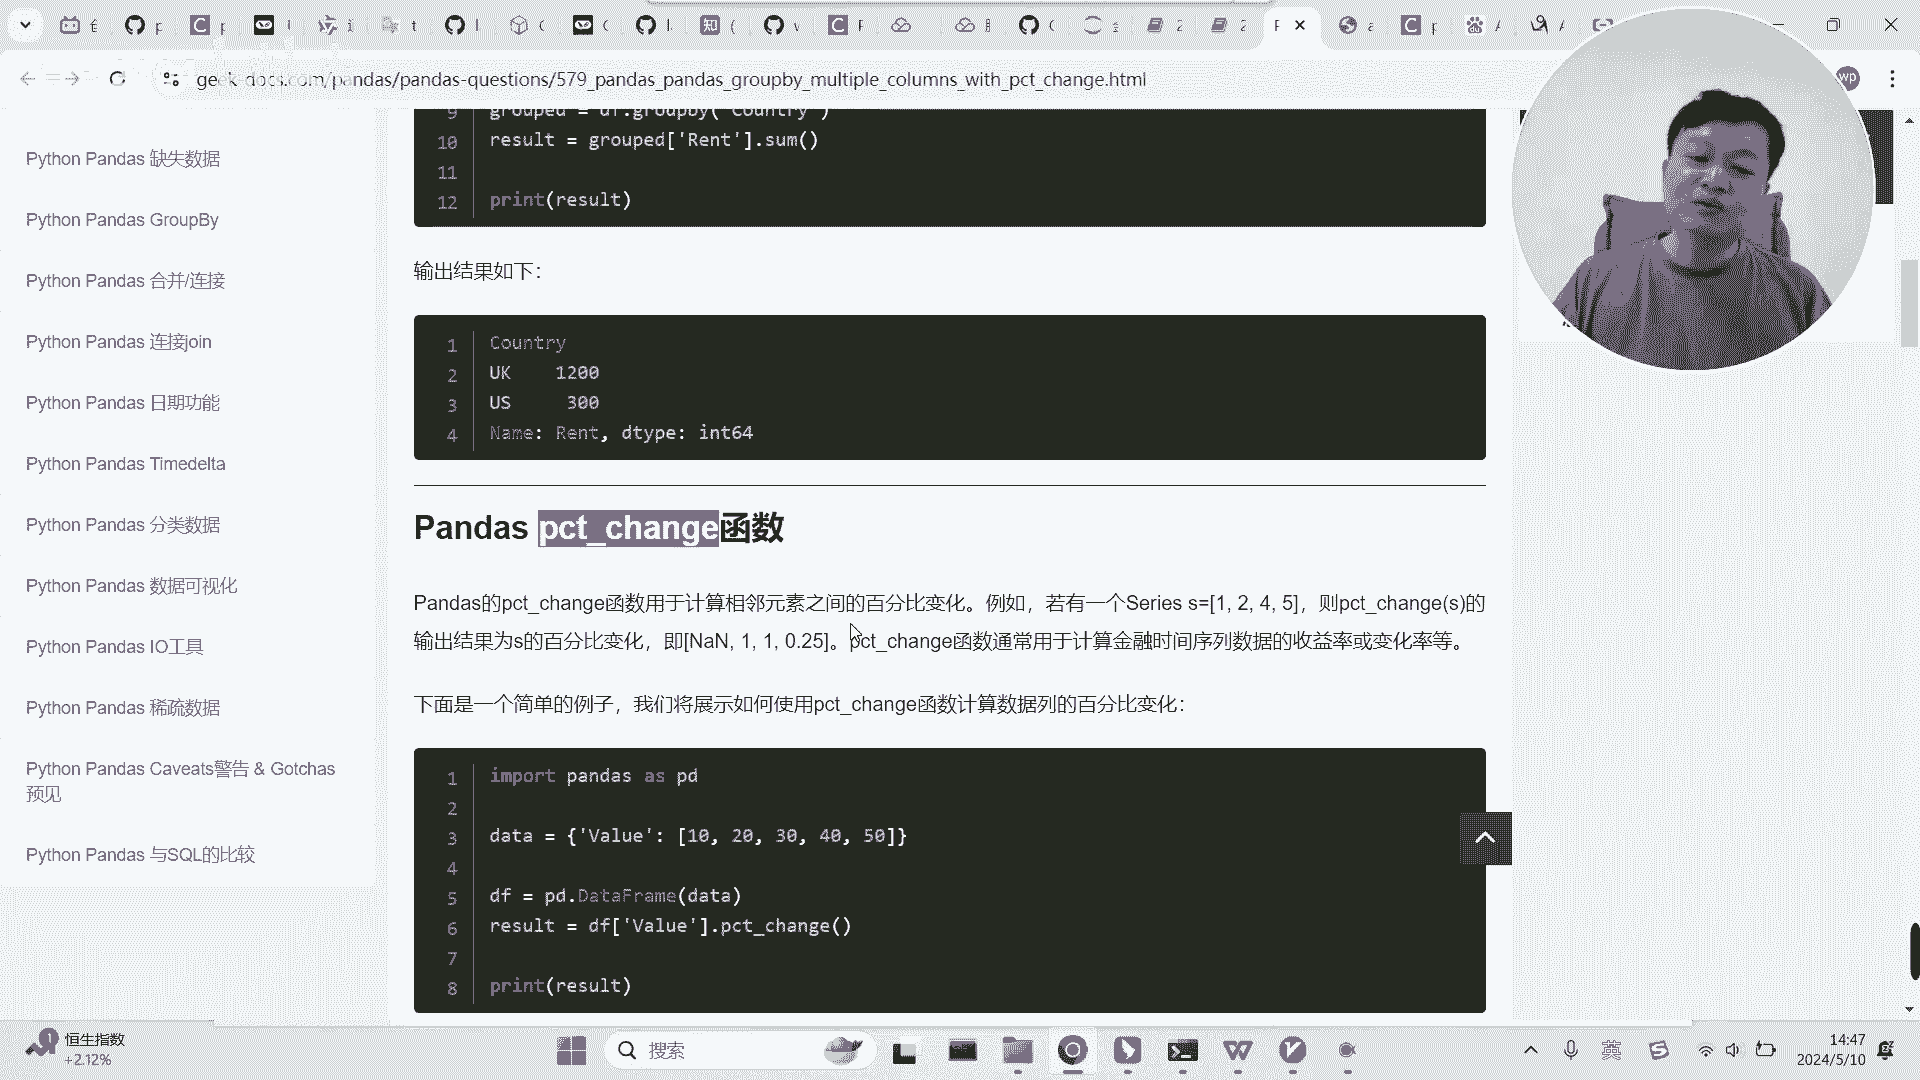 geek-docs.com/pandas/pandas-questions/579_pandas_pandas_groupby_multiple_columns_with_pct_change.html
wp
Python Pandas 缺失数据
Python Pandas GroupBy
Python Pandas 合并/连接
Python Pandas 连接join
Python Pandas 日期功能
Python Pandas Timedelta
Python Pandas 分类数据
Python Pandas 数据可视化
Python Pandas IO工具
Python Pandas 稀疏数据
Python Pandas Caveats警告 & Gotchas
预见
Python Pandas 与SQL的比较
9 grouped = df.groupby('Country')
10 result = grouped['Rent'].sum()
11
12 print(result)
输出结果如下：
1 Country
2 UK 1200
3 US 300
4 Name: Rent, dtype: int64
Pandas pct_change函数
Pandas的pct_change函数用于计算相邻元素之间的百分比变化。例如，若有一个Series s=[1, 2, 4, 5]，则pct_change(s)的
输出结果为s的百分比变化，即[NaN, 1, 1, 0.25]。pct_change函数通常用于计算金融时间序列数据的收益率或变化率等。
下面是一个简单的例子，我们将展示如何使用pct_change函数计算数据列的百分比变化：
1 import pandas as pd
2
3 data = {'Value': [10, 20, 30, 40, 50]}
4
5 df = pd.DataFrame(data)
6 result = df['Value'].pct_change()
7
8 print(result)
恒生指数
+2.12%
搜索
英
14:47
2024/5/10